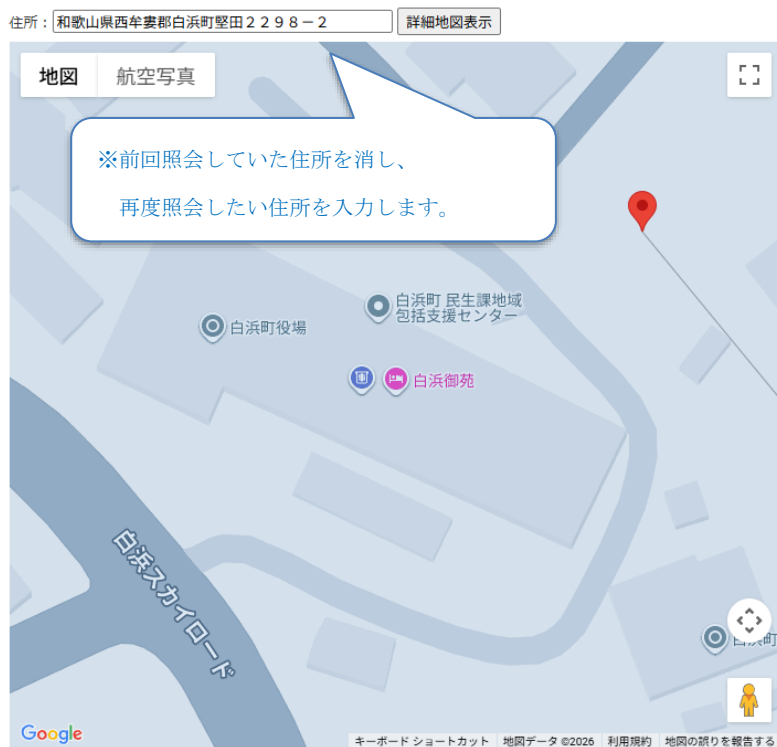 住所：和歌山県西牟婁郡白浜町堅田２２９８－２ 詳細地図表示
地図 航空写真
※前回照会していた住所を消し、
再度照会したい住所を入力します。
白浜町 民生課地域
包括支援センター
白浜町役場
白浜御苑
白浜スカイロード
白浜町
Google
キーボード ショートカット 地図データ ©2026 利用規約 地図の誤りを報告する